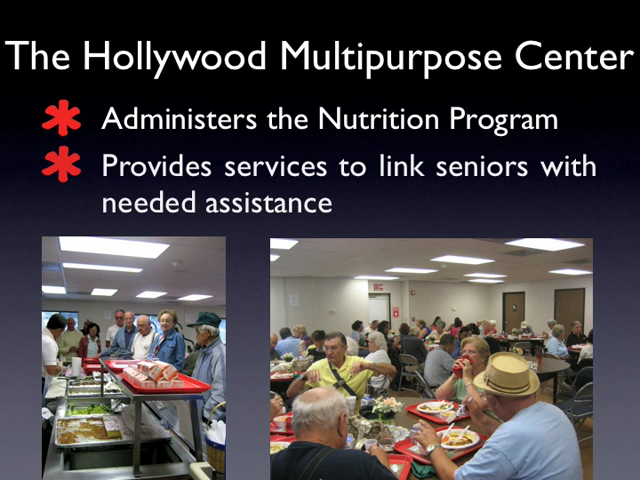 The Hollywood Multipurpose Center
Administers the Nutrition Program
Provides services to link seniors with
needed assistance